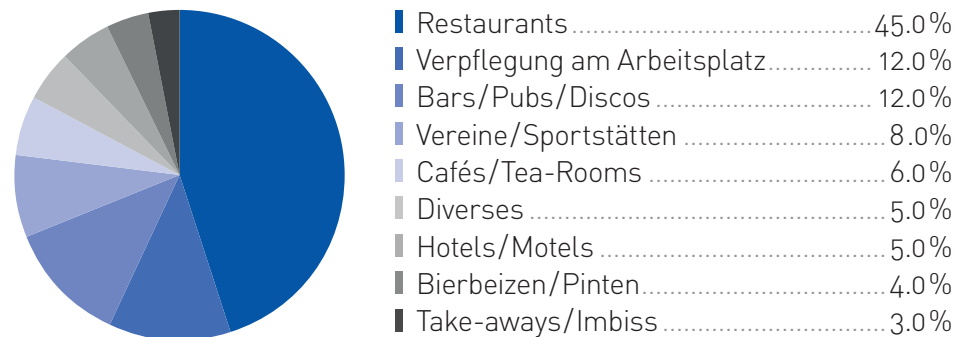 Restaurants 45.0%
Verpflegung am Arbeitsplatz 12.0%
Bars/Pubs/Discos 12.0%
Vereine/Sportstätten 8.0%
Cafés/Tea-Rooms 6.0%
Diverses 5.0%
Hotels/Motels 5.0%
Bierbeizen/Pinten 4.0%
Take-aways/Imbiss 3.0%